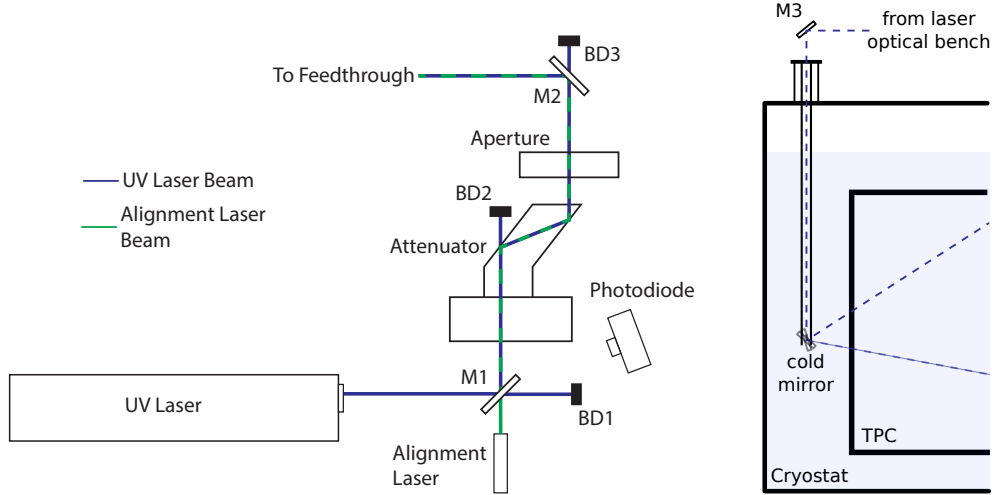 M3
from laser
optical bench
BD3
To Feedthrough
M2
Aperture
UV Laser Beam
Alignment Laser
Beam
BD2
Attenuator
Photodiode
M1
UV Laser
BD1
Alignment
Laser
cold
mirror
TPC
Cryostat